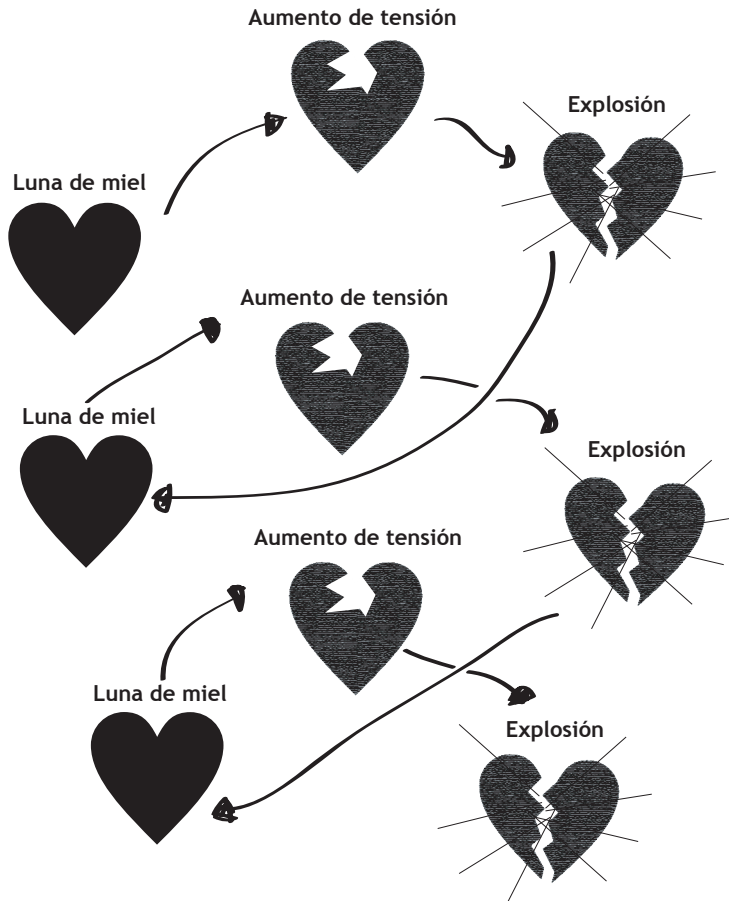 Aumento de tensión
Explosión
Luna de miel
Aumento de tensión
Luna de miel
Explosión
Aumento de tensión
Luna de miel
Explosión